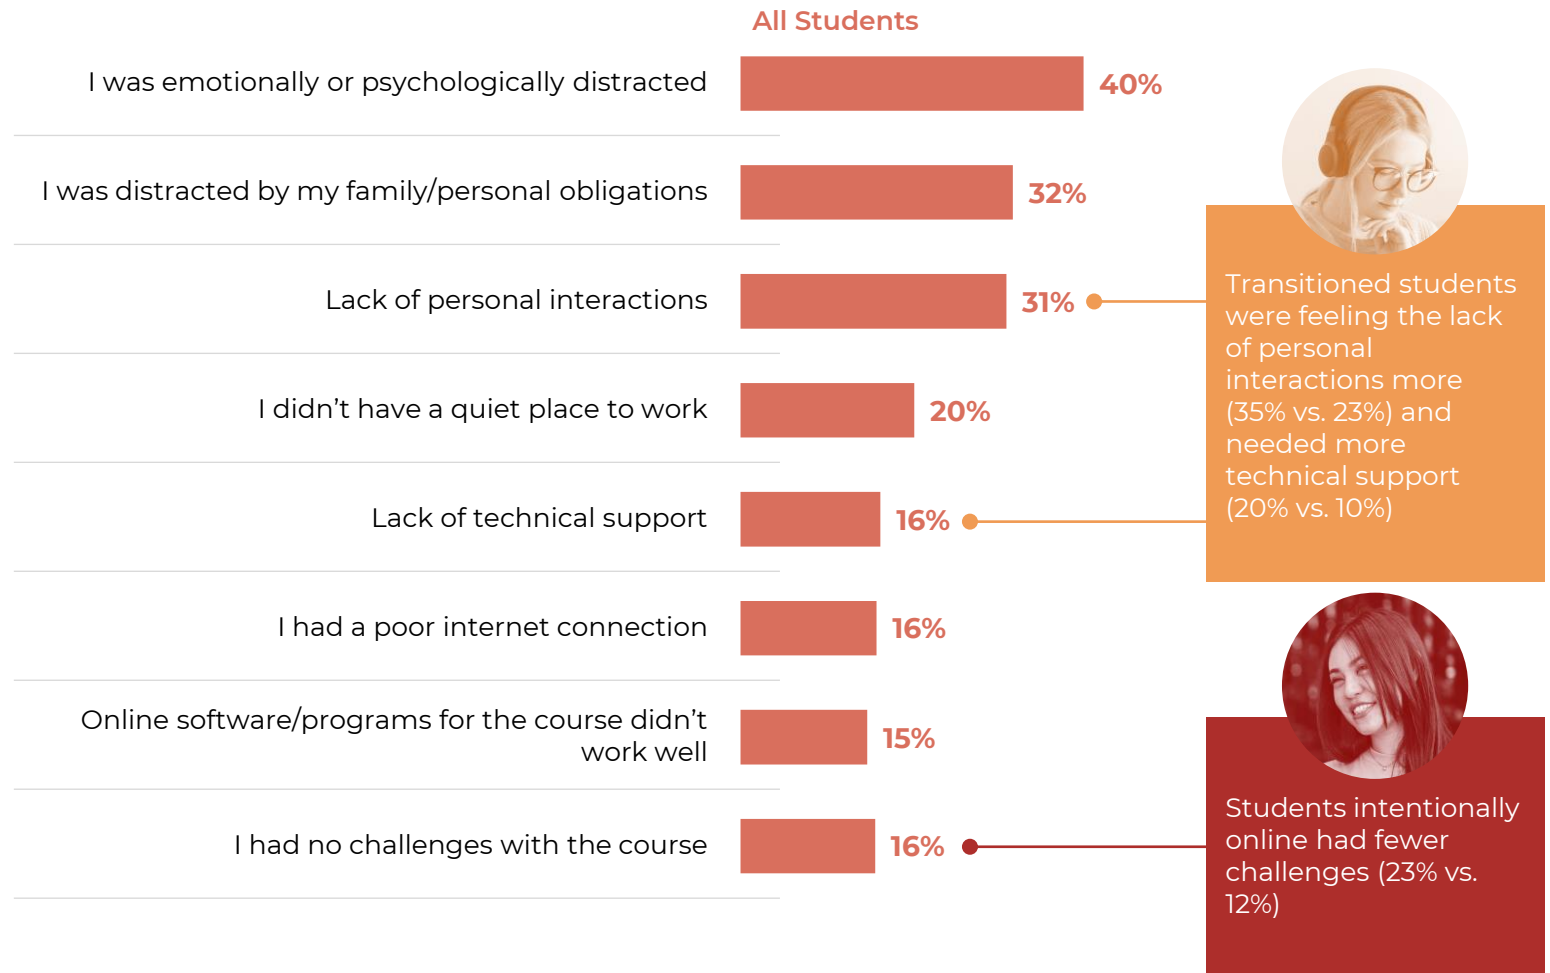 All Students
I was emotionally or psychologically distracted
40%
I was distracted by my family/personal obligations
32%
Lack of personal interactions
31%
I didn’t have a quiet place to work
20%
Lack of technical support
16%
I had a poor internet connection
16%
Online software/programs for the course didn’t
work well
15%
I had no challenges with the course
16%
Transitioned students
were feeling the lack
of personal
interactions more
(35% vs. 23%) and
needed more
technical support
(20% vs. 10%)
Students intentionally
online had fewer
challenges (23% vs.
12%)